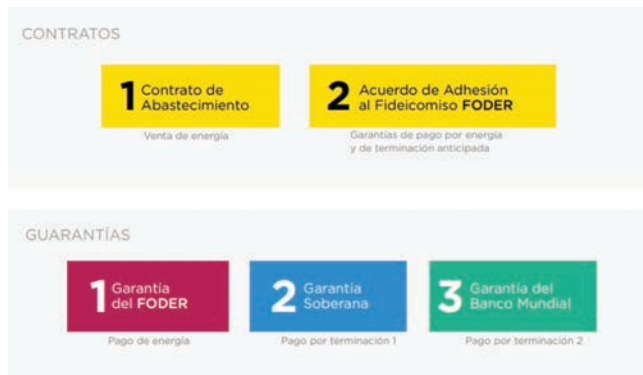 CONTRATOS
1 Contrato de
Abastecimiento
Venta de energía
2 Acuerdo de Adhesión
al Fideicomiso FODER
Garantías de pago por energía
y de terminación anticipada
GUARANTÍAS
1 Garantía
del FODER
Pago de energía
2 Garantía
Soberana
Pago por terminación 1
3 Garantía del
Banco Mundial
Pago por terminación 2